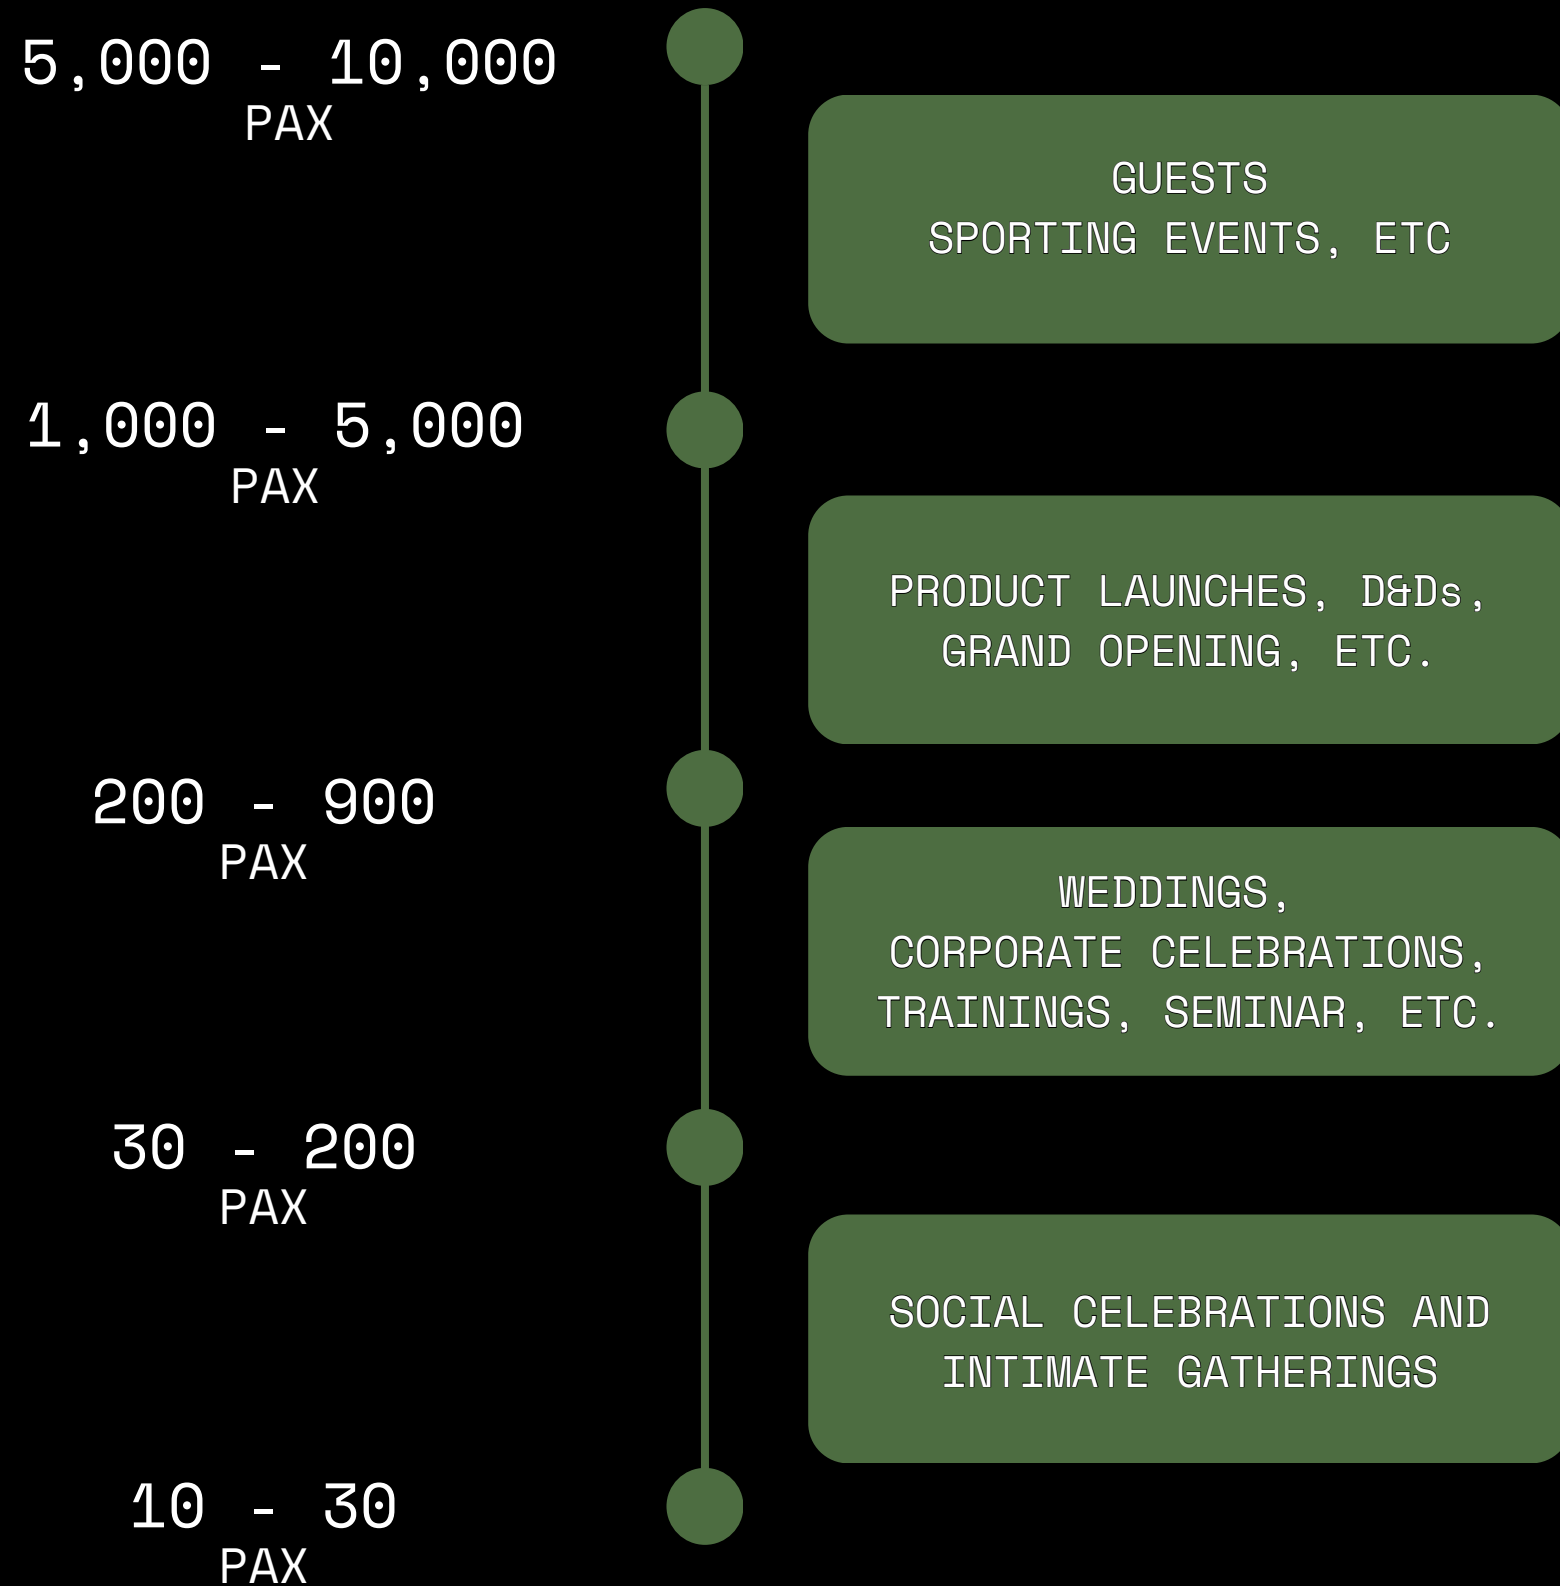 5,000 - 10,000
PAX
GUESTS
SPORTING EVENTS, ETC
1,000 - 5,000
PAX
PRODUCT LAUNCHES, D&Ds,
GRAND OPENING, ETC.
200 - 900
PAX
WEDDINGS,
CORPORATE CELEBRATIONS,
TRAININGS, SEMINAR, ETC.
30 - 200
PAX
SOCIAL CELEBRATIONS AND
INTIMATE GATHERINGS
10 - 30
PAX